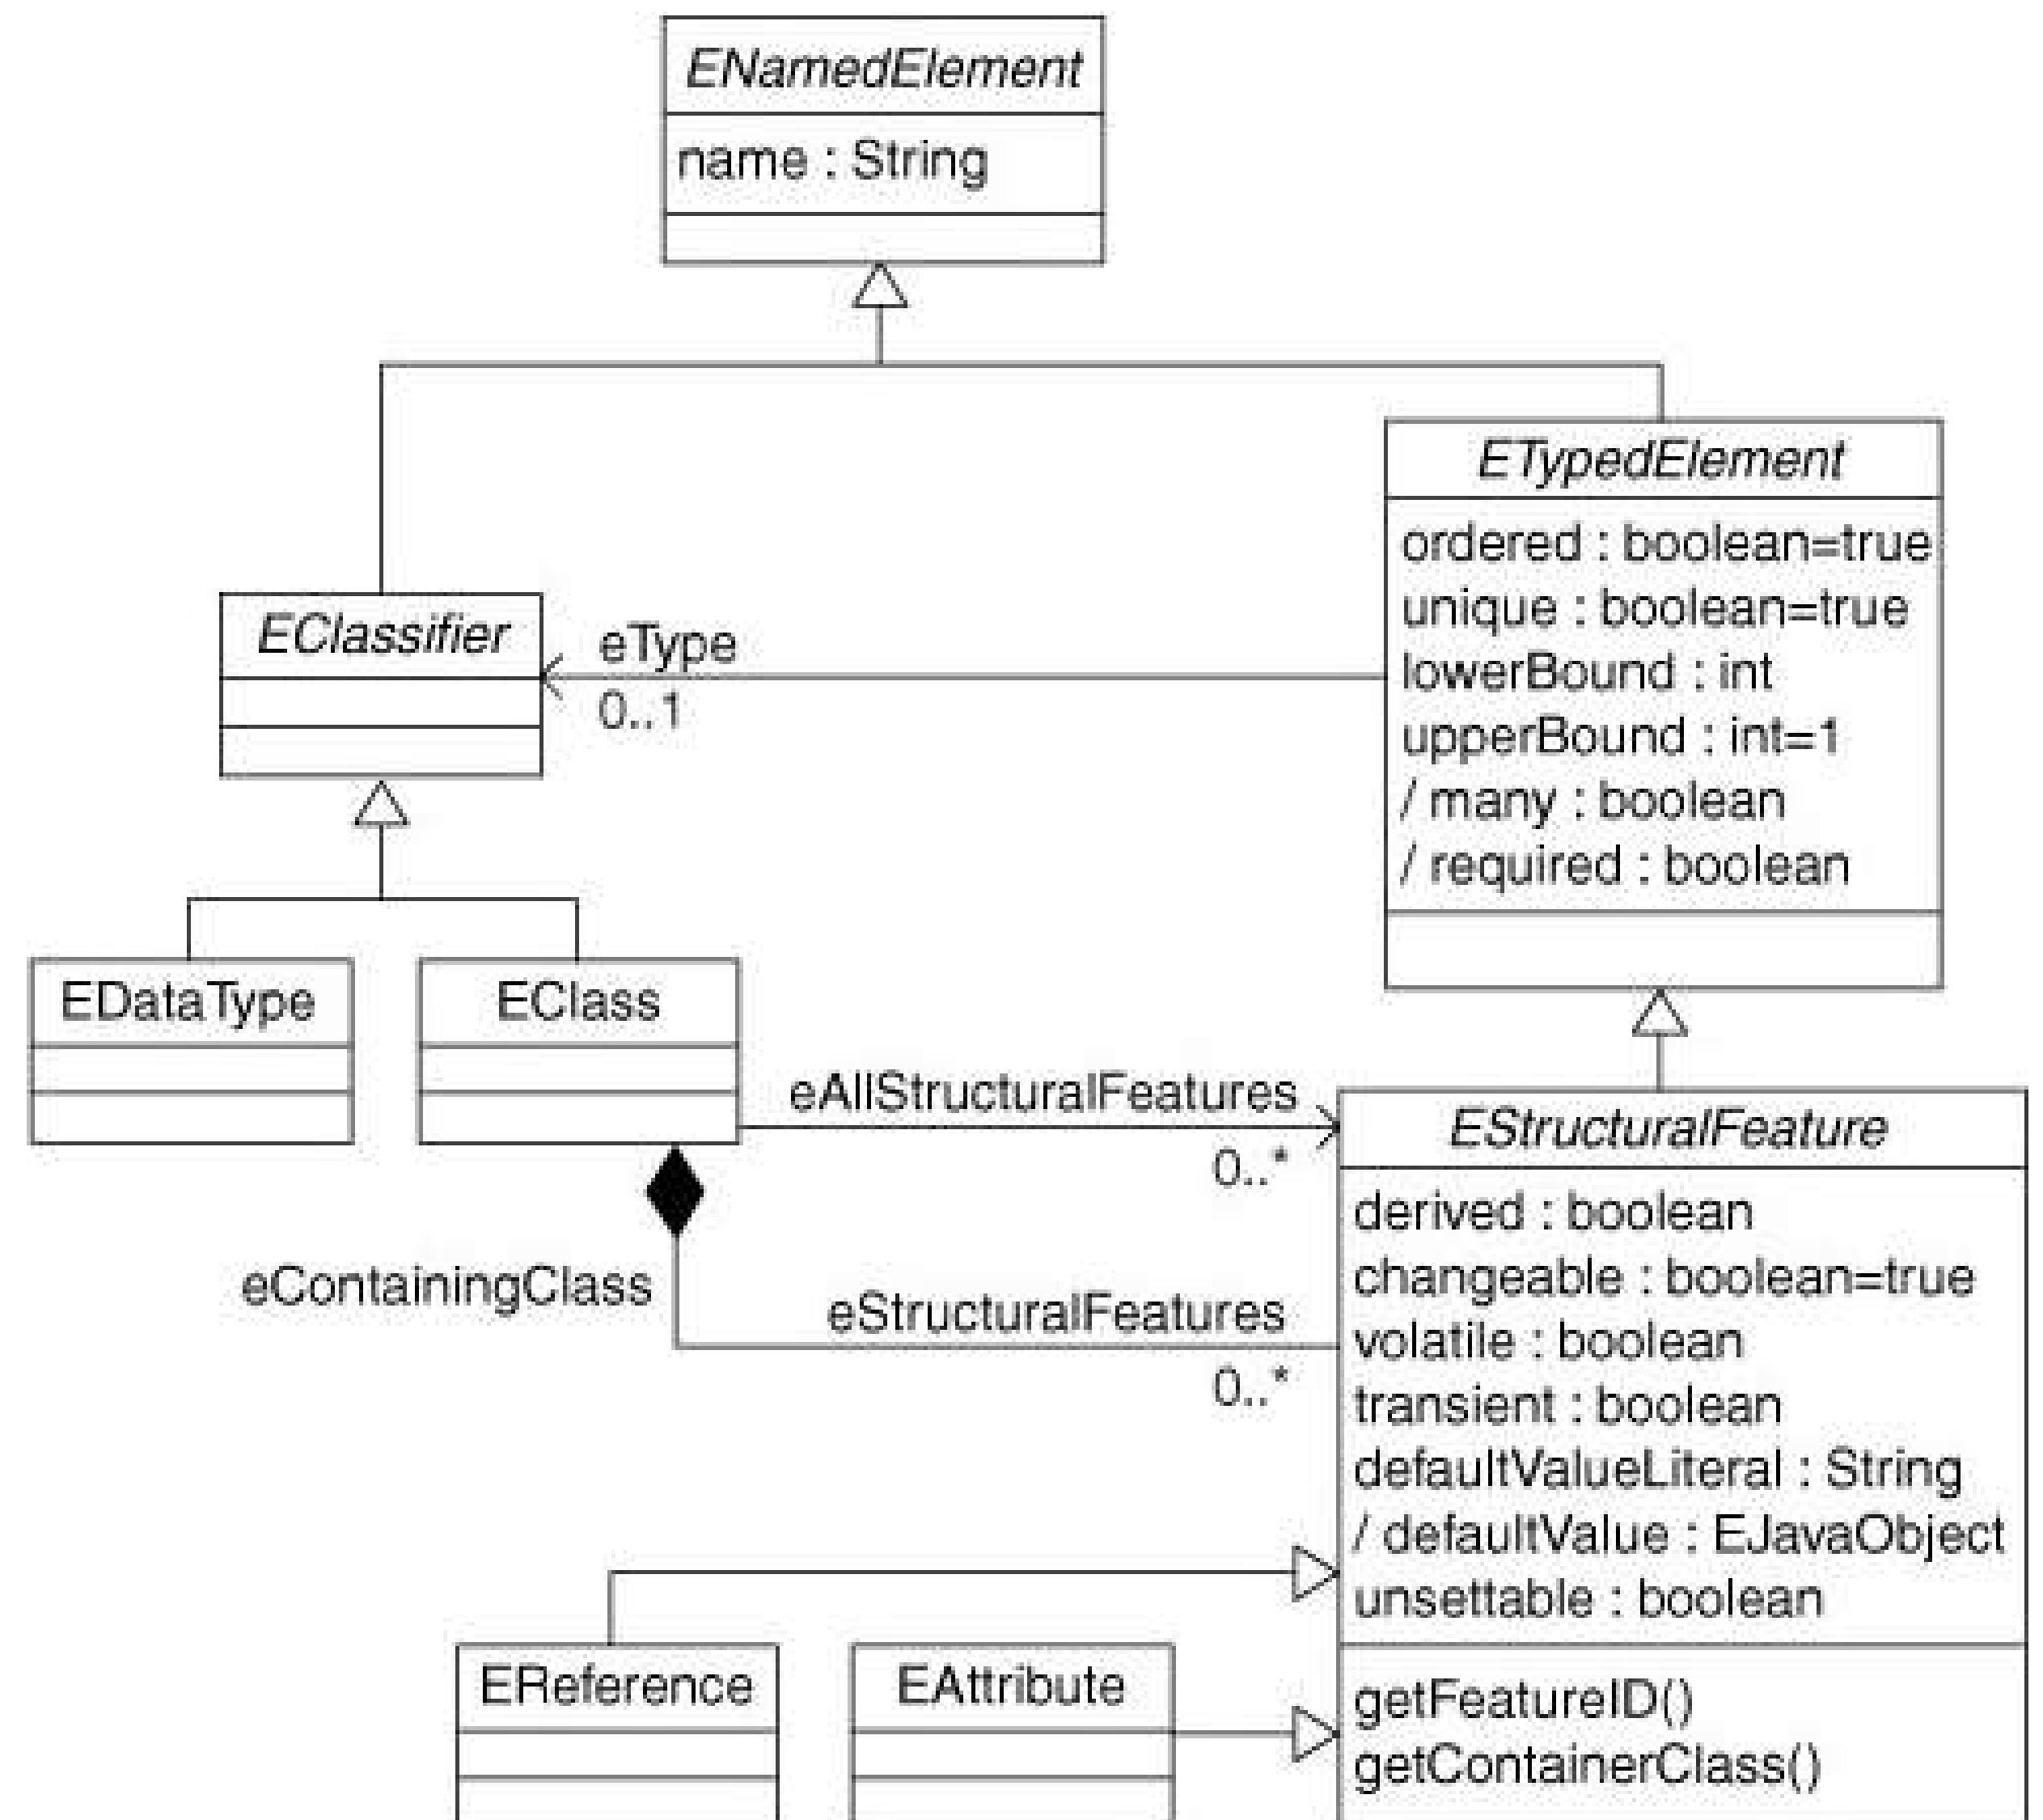 ENamedElement
name : String
ETypedElement
ordered : boolean=true
unique : boolean=true
lowerBound : int
upperBound : int=1
/ many : boolean
/ required : boolean
EClassifier
eType
0..1
EDataType
EClass
eAllStructuralFeatures
0..*
eContainingClass
eStructuralFeatures
0..*
EStructuralFeature
derived : boolean
changeable : boolean=true
volatile : boolean
transient : boolean
defaultValueLiteral : String
/ defaultValue : EJavaObject
unsettable : boolean
getFeatureID()
getContainerClass()
EReference
EAttribute